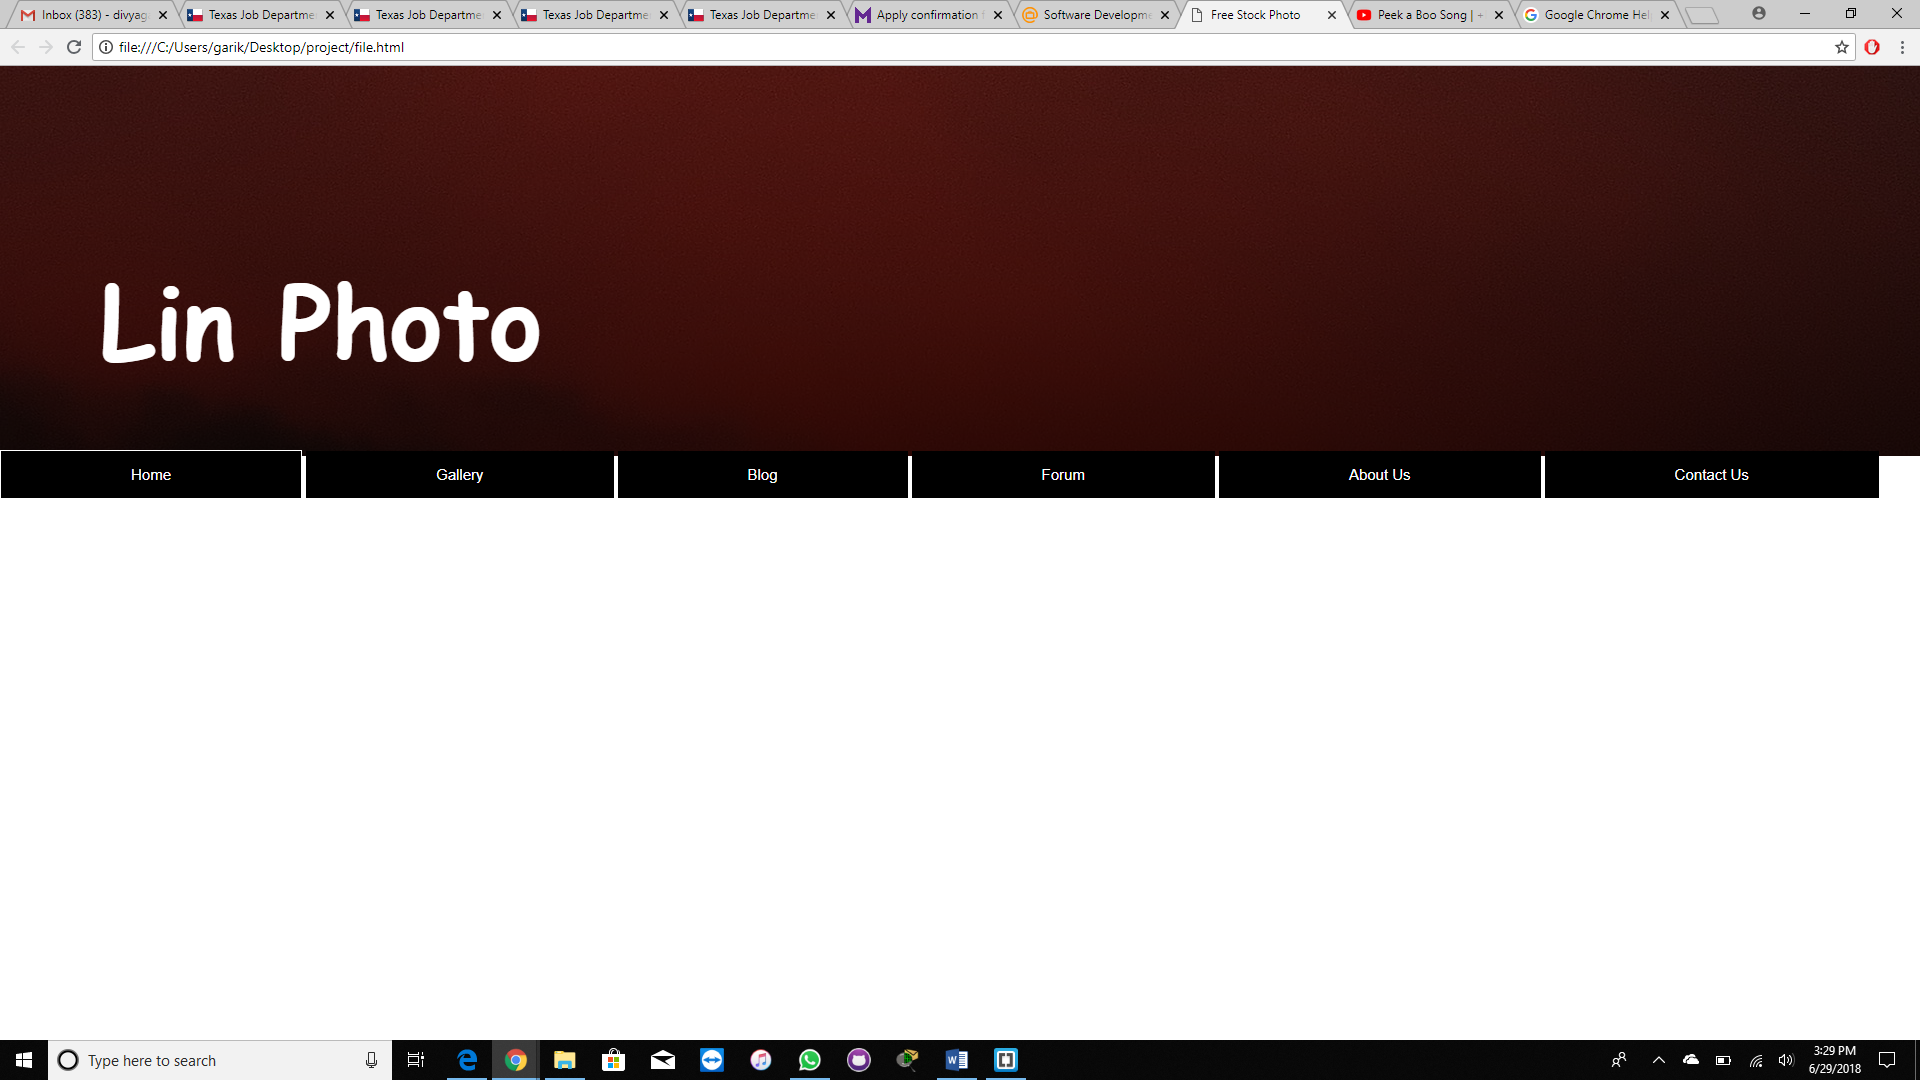 Inbox (383) - divyag Texas Job Departme Texas Job Departme Texas Job Departme Texas Job Departme Apply confirmation Software Developme Free Stock Photo Peek a Boo Song | Google Chrome Hel
file:///C:/Users/garik/Desktop/project/file.html
Lin Photo
Home Gallery Blog Forum About Us Contact Us
Type here to search
3:29 PM
6/29/2018